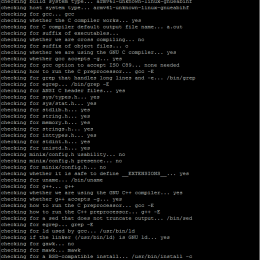 checking build system type... armv6l-unknown-linux-gnueabihf
checking host system type... armv6l-unknown-linux-gnueabihf
checking for gcc... gcc
checking whether the C compiler works... yes
checking for C compiler default output file name... a.out
checking for suffix of executables...
checking whether we are cross compiling... no
checking for suffix of object files... o
checking whether we are using the GNU C compiler... yes
checking whether gcc accepts -g... yes
checking for gcc option to accept ISO C89... none needed
checking how to run the C preprocessor... gcc -E
checking for grep that handles long lines and -e... /bin/grep
checking for egrep... /bin/grep -E
checking for ANSI C header files... yes
checking for sys/types.h... yes
checking for sys/stat.h... yes
checking for stdlib.h... yes
checking for string.h... yes
checking for memory.h... yes
checking for strings.h... yes
checking for inttypes.h... yes
checking for stdint.h... yes
checking for unistd.h... yes
checking minix/config.h usability... no
checking minix/config.h presence... no
checking for minix/config.h... no
checking whether it is safe to define __EXTENSIONS__... yes
checking for uname... /bin/uname
checking for g++... g++
checking whether we are using the GNU C++ compiler... yes
checking whether g++ accepts -g... yes
checking how to run the C preprocessor... gcc -E
checking how to run the C++ preprocessor... g++ -E
checking for a sed that does not truncate output... /bin/sed
checking for egrep... grep -E
checking for ld used by gcc... /usr/bin/ld
checking if the linker (/usr/bin/ld) is GNU ld... yes
checking for gawk... no
checking for mawk... mawk
checking for a BSD-compatible install... /usr/bin/install -c